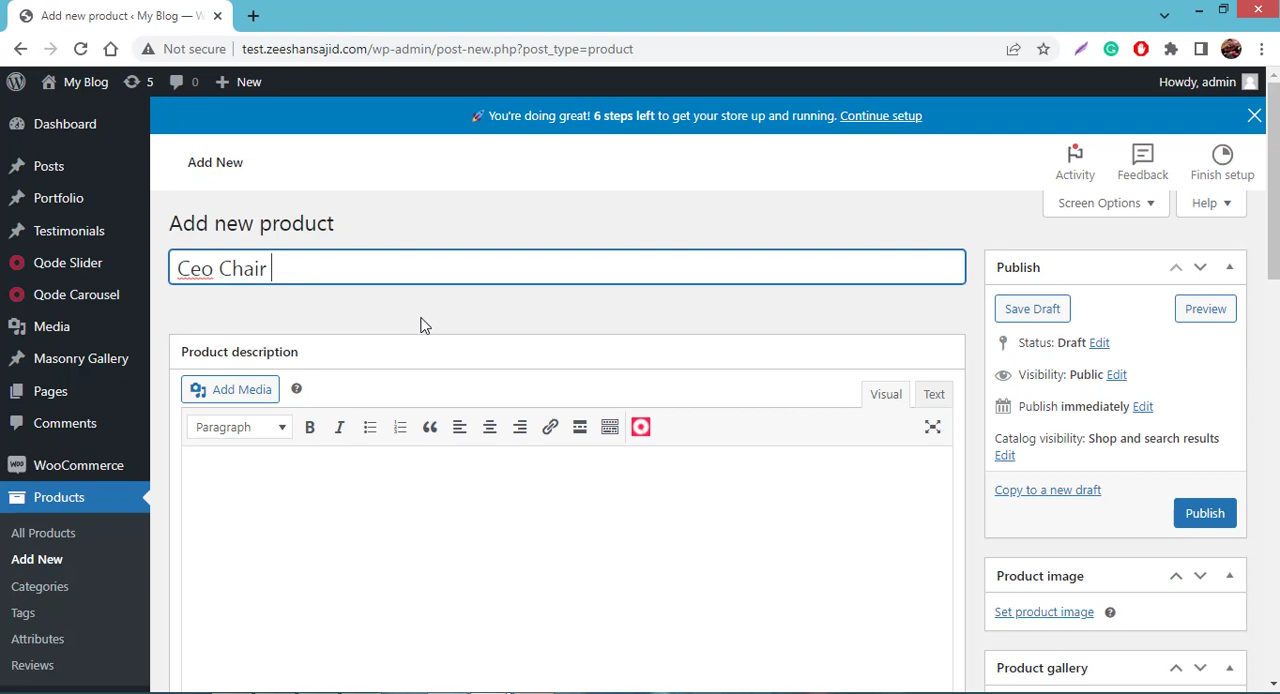 Add new product ‹ My Blog — W
Not secure test.zeeshansajid.com/wp-admin/post-new.php?post_type=product
My Blog 5 0 New Howdy, admin
🚀 You're doing great! 6 steps left to get your store up and running. Continue setup
Dashboard
Posts
Portfolio
Testimonials
Qode Slider
Qode Carousel
Media
Masonry Gallery
Pages
Comments
WooCommerce
Products
All Products
Add New
Categories
Tags
Attributes
Reviews
Add New
Activity
Feedback
Finish setup
Screen Options
Help
Add new product
Ceo Chair
Product description
Add Media
Visual
Text
Paragraph
B I
Publish
Save Draft
Preview
Status: Draft Edit
Visibility: Public Edit
Publish immediately Edit
Catalog visibility: Shop and search results
Edit
Copy to a new draft
Publish
Product image
Set product image
Product gallery